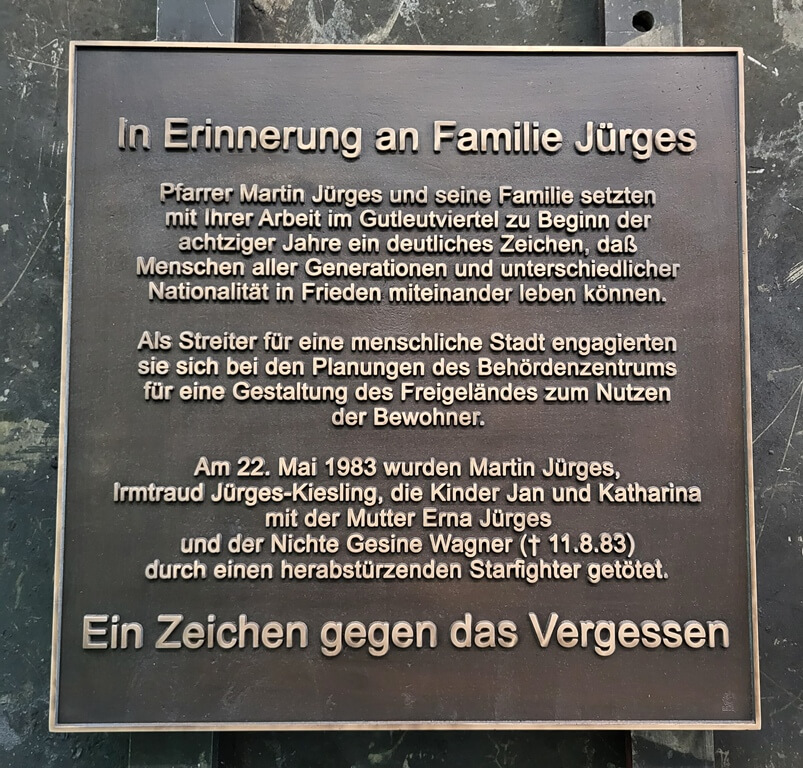 In Erinnerung an Familie Jürges
Pfarrer Martin Jürges und seine Familie setzten
mit Ihrer Arbeit im Gutleutviertel zu Beginn der
achtziger Jahre ein deutliches Zeichen, daß
Menschen aller Generationen und unterschiedlicher
Nationalität in Frieden miteinander leben können.
Als Streiter für eine menschliche Stadt engagierten
sie sich bei den Planungen des Behördenzentrums
für eine Gestaltung des Freigeländes zum Nutzen
der Bewohner.
Am 22. Mai 1983 wurden Martin Jürges,
Irmtraud Jürges-Kiesling, die Kinder Jan und Katharina
mit der Mutter Erna Jürges
und der Nichte Gesine Wagner († 11.8.83)
durch einen herabstürzenden Starfighter getötet.
Ein Zeichen gegen das Vergessen